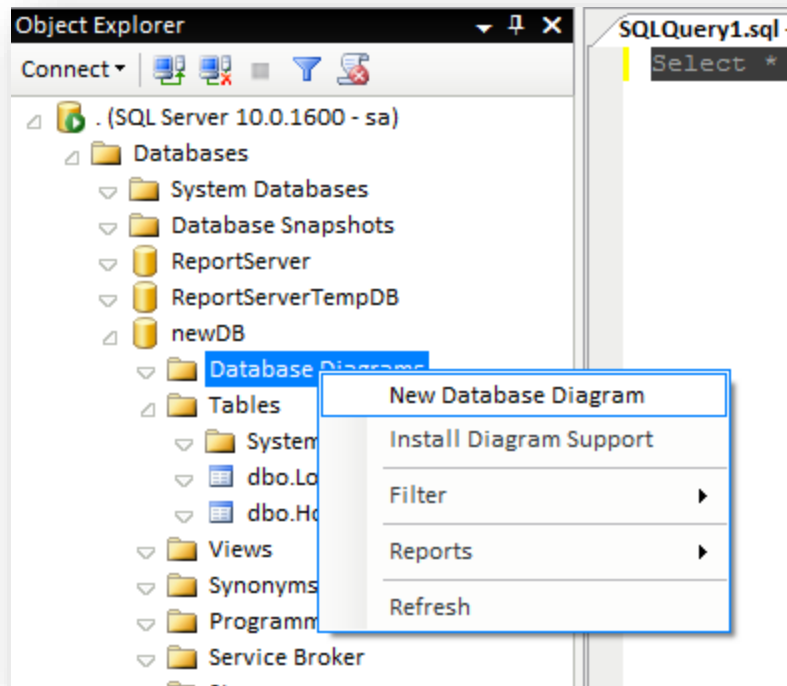 Object Explorer
SQLQuery1.sql
Connect
Select *
. (SQL Server 10.0.1600 - sa)
Databases
System Databases
Database Snapshots
ReportServer
ReportServerTempDB
newDB
Database Diagrams
New Database Diagram
Tables
System
Install Diagram Support
dbo.Lo
Filter
dbo.Ho
Views
Reports
Synonyms
Programm
Refresh
Service Broker